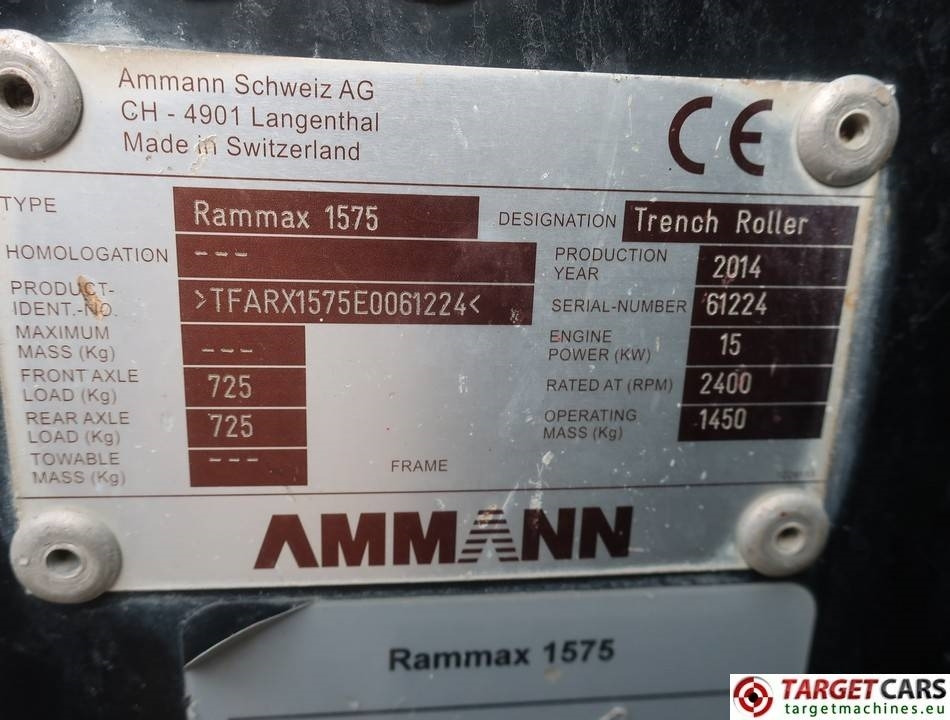 Ammann Schweiz AG
CH - 4901 Langenthal
Made in Switzerland
CE
TYPE Rammax 1575
DESIGNATION Trench Roller
HOMOLOGATION ---
PRODUCTION
YEAR 2014
PRODUCT-
IDENT.-NO. >TFARX1575E0061224<
SERIAL-NUMBER 61224
MAXIMUM
MASS (Kg) ---
ENGINE
POWER (KW) 15
FRONT AXLE
LOAD (Kg) 725
RATED AT (RPM) 2400
REAR AXLE
LOAD (Kg) 725
OPERATING
MASS (Kg) 1450
TOWABLE
MASS (Kg) ---
FRAME
AMMANN
Rammax 1575
TARGETCARS
targetmachines.eu